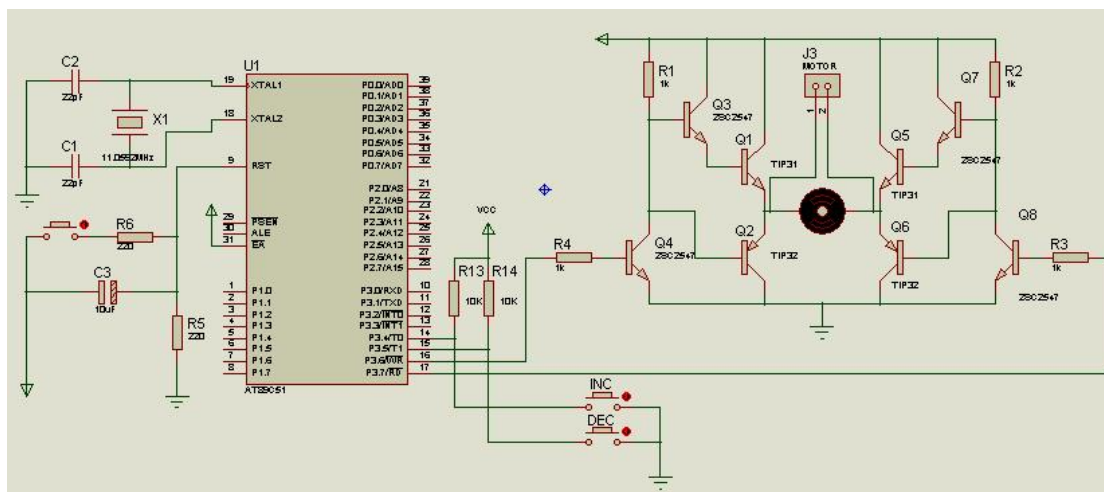 C2
22pF
X1
11.0592MHz
C1
22pF
R6
220
C3
10uF
R5
220
U1
19 XTAL1
18 XTAL2
9 RST
29 PSEN
30 ALE
31 EA
1 P1.0
2 P1.1
3 P1.2
4 P1.3
5 P1.4
6 P1.5
7 P1.6
8 P1.7
P0.0/AD0 39
P0.1/AD1 38
P0.2/AD2 37
P0.3/AD3 36
P0.4/AD4 35
P0.5/AD5 34
P0.6/AD6 33
P0.7/AD7 32
P2.0/A8 21
P2.1/A9 22
P2.2/A10 23
P2.3/A11 24
P2.4/A12 25
P2.5/A13 26
P2.6/A14 27
P2.7/A15 28
P3.0/RXD 10
P3.1/TXD 11
P3.2/INT0 12
P3.3/INT1 13
P3.4/T0 14
P3.5/T1 15
P3.6/WR 16
P3.7/RD 17
AT89C51
VCC
R13
10K
R14
10K
INC
DEC
R4
1k
Q4
2SC2547
R1
1k
Q3
2SC2547
Q1
TIP31
Q2
TIP32
J3
MOTOR
1
2
Q5
TIP31
Q6
TIP32
Q7
2SC2547
R2
1k
Q8
2SC2547
R3
1k